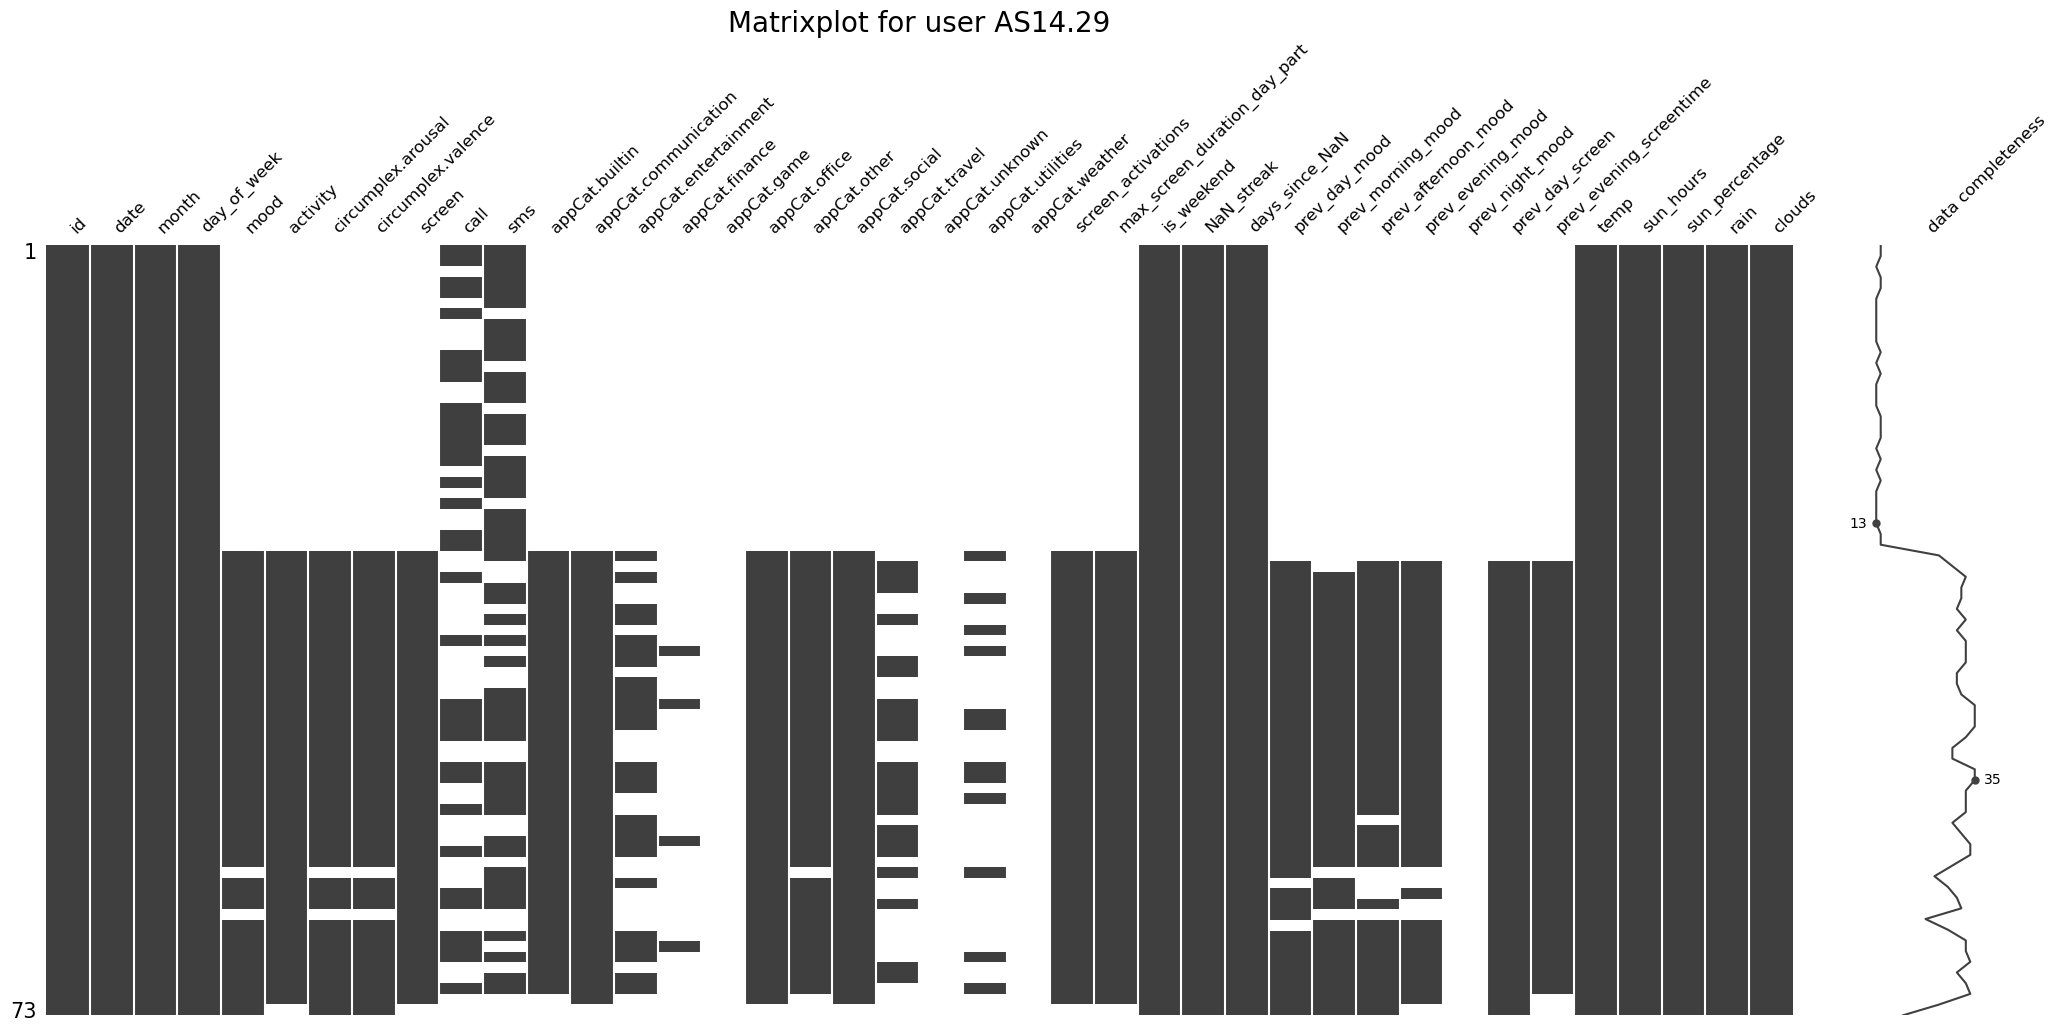 Matrixplot for user AS14.29
id
date
month
day_of_week
mood
activity
circumplex.arousal
circumplex.valence
screen
call
sms
appCat.builtin
appCat.communication
appCat.entertainment
appCat.finance
appCat.game
appCat.office
appCat.other
appCat.social
appCat.travel
appCat.unknown
appCat.utilities
appCat.weather
screen_activations
max_screen_duration_day_part
is_weekend
NaN_streak
days_since_NaN
prev_day_mood
prev_morning_mood
prev_afternoon_mood
prev_evening_mood
prev_night_mood
prev_day_screen
prev_evening_screentime
temp
sun_hours
sun_percentage
rain
clouds
data completeness
1
13
35
73